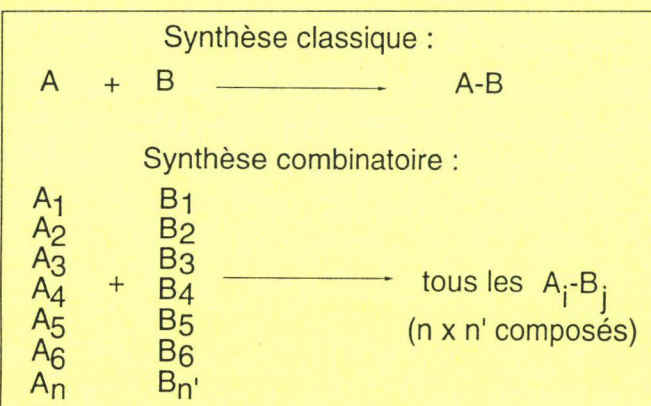 Synthèse classique :
A + B A-B
Synthèse combinatoire :
A1 B1
A2 B2
A3 B3
A4 + B4 tous les Ai-Bj
A5 B5 (n x n' composés)
A6 B6
An Bn'